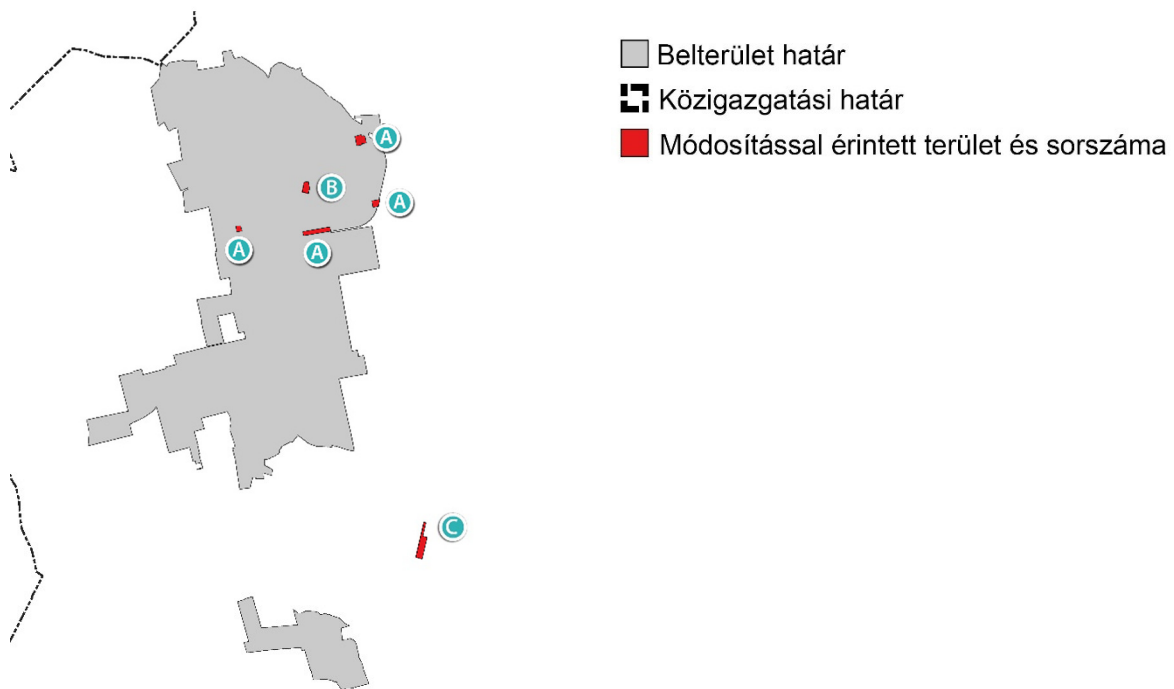 Belterület határ
Közigazgatási határ
Módosítással érintett terület és sorszáma
A
B
A
A
A
C